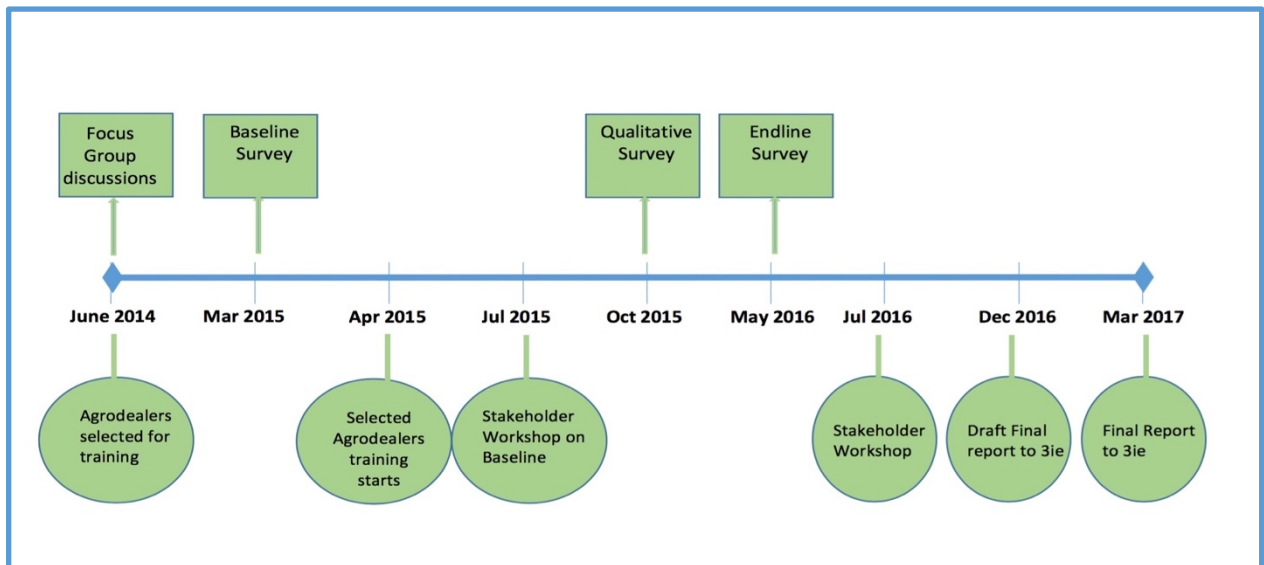 Focus
Group
discussions
Baseline
Survey
Qualitative
Survey
Endline
Survey
June 2014
Mar 2015
Apr 2015
Jul 2015
Oct 2015
May 2016
Jul 2016
Dec 2016
Mar 2017
Agrodealers
selected for
training
Selected
Agrodealers
training
starts
Stakeholder
Workshop on
Baseline
Stakeholder
Workshop
Draft Final
report to 3ie
Final Report
to 3ie